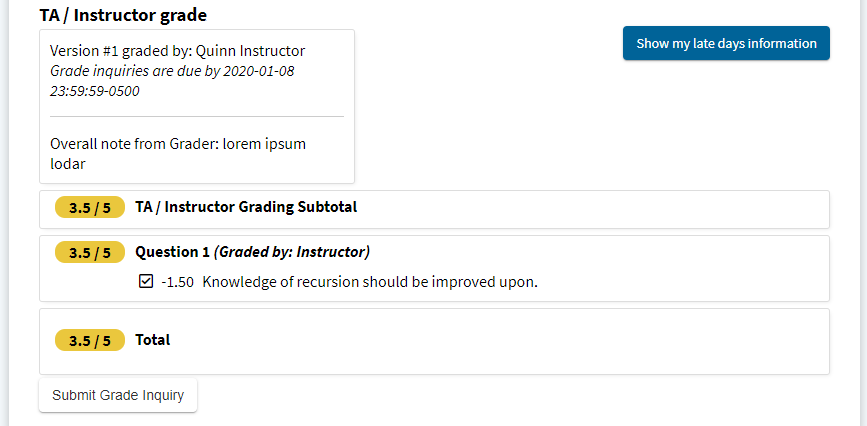 TA / Instructor grade
Show my late days information
Version #1 graded by: Quinn Instructor
Grade inquiries are due by 2020-01-08
23:59:59-0500
Overall note from Grader: lorem ipsum
lodar
3.5 / 5 TA / Instructor Grading Subtotal
3.5 / 5 Question 1 (Graded by: Instructor)
-1.50 Knowledge of recursion should be improved upon.
3.5 / 5 Total
Submit Grade Inquiry